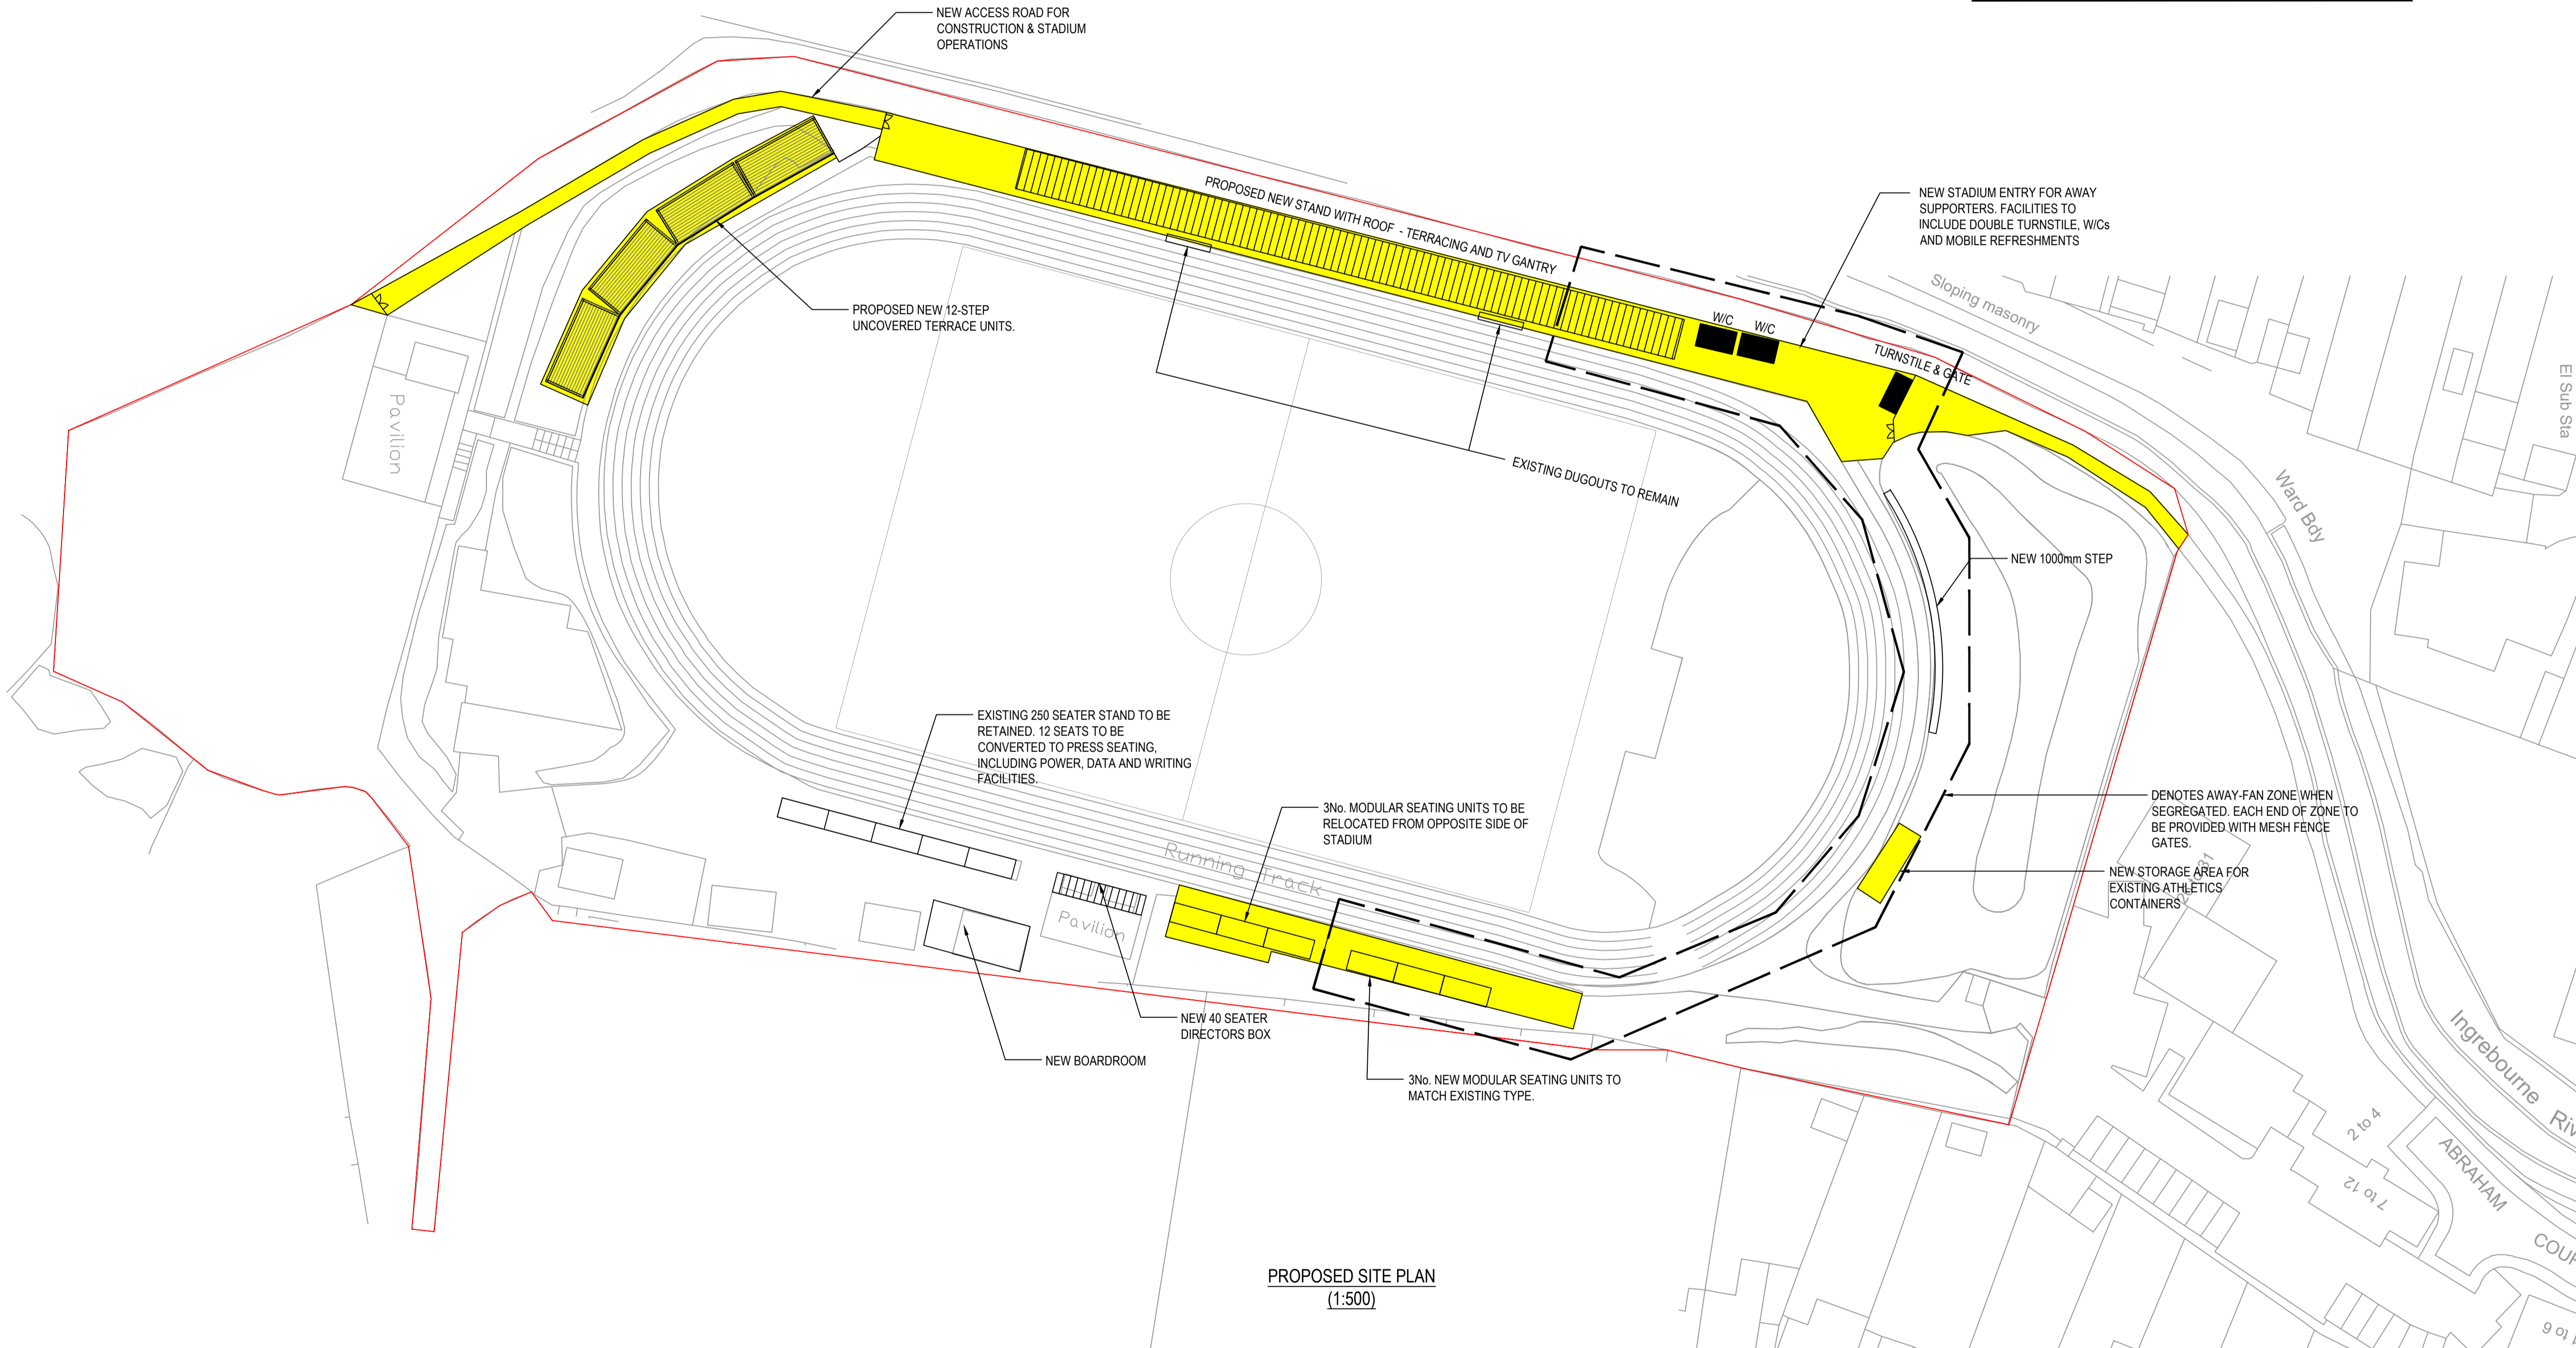 NEW ACCESS ROAD FOR
CONSTRUCTION & STADIUM
OPERATIONS
PROPOSED NEW STAND WITH ROOF - TERRACING AND TV GANTRY
NEW STADIUM ENTRY FOR AWAY
SUPPORTERS. FACILITIES TO
INCLUDE DOUBLE TURNSTILE, W/Cs
AND MOBILE REFRESHMENTS
Sloping masonry
W/C
W/C
TURNSTILE & GATE
PROPOSED NEW 12-STEP
UNCOVERED TERRACE UNITS.
El Sub Sta
Pavilion
EXISTING DUGOUTS TO REMAIN
Ward Bdy
NEW 1000mm STEP
EXISTING 250 SEATER STAND TO BE
RETAINED. 12 SEATS TO BE
CONVERTED TO PRESS SEATING,
INCLUDING POWER, DATA AND WRITING
FACILITIES.
3No. MODULAR SEATING UNITS TO BE
RELOCATED FROM OPPOSITE SIDE OF
STADIUM
DENOTES AWAY-FAN ZONE WHEN
SEGREGATED. EACH END OF ZONE TO
BE PROVIDED WITH MESH FENCE
GATES.
Running Track
NEW STORAGE AREA FOR
EXISTING ATHLETICS
CONTAINERS
Pavilion
NEW 40 SEATER
DIRECTORS BOX
NEW BOARDROOM
3No. NEW MODULAR SEATING UNITS TO
MATCH EXISTING TYPE.
Ingrebourne Riv
2 to 4
7 to 12
ABRAHAM
COUR
to 6
PROPOSED SITE PLAN
(1:500)